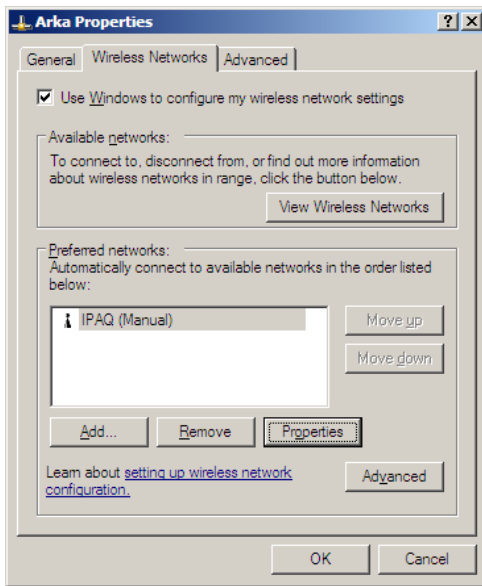 Arka Properties
General Wireless Networks Advanced
Use Windows to configure my wireless network settings
Available networks:
To connect to, disconnect from, or find out more information
about wireless networks in range, click the button below.
View Wireless Networks
Preferred networks:
Automatically connect to available networks in the order listed
below:
IPAQ (Manual)
Move up
Move down
Add... Remove Properties
Learn about setting up wireless network
configuration.
Advanced
OK Cancel